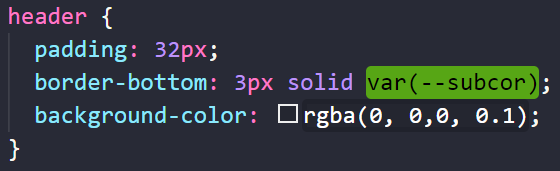 header {
padding: 32px;
border-bottom: 3px solid var(--subcor);
background-color: rgba(0, 0,0, 0.1);
}